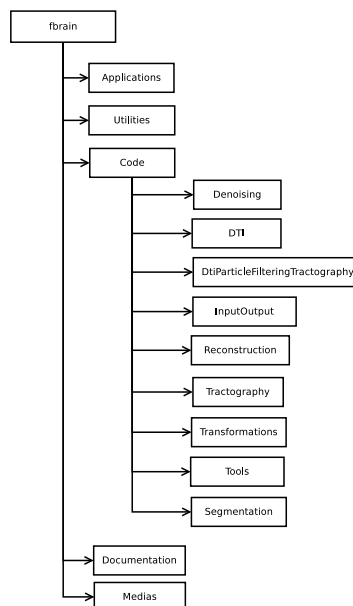 fbrain
Applications
Utilities
Code
Denoising
DTI
DtiParticleFilteringTractography
InputOutput
Reconstruction
Tractography
Transformations
Tools
Segmentation
Documentation
Medias